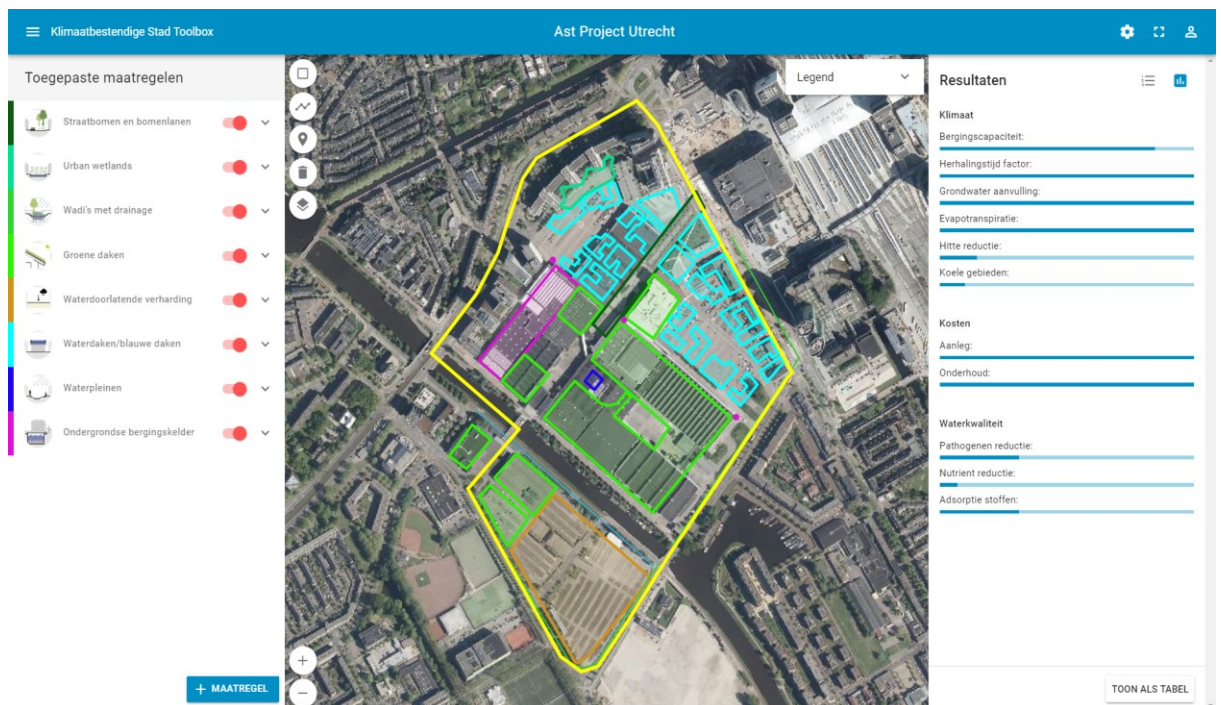 Klimaatbestendige Stad Toolbox
Ast Project Utrecht
Toegepaste maatregelen
Straatbomen en bomenlanen
Urban wetlands
Wadi's met drainage
Groene daken
Waterdoorlatende verharding
Waterdaken/blauwe daken
Waterpleinen
Ondergrondse bergingskelder
+ MAATREGEL
Legend
Resultaten
Klimaat
Bergingscapaciteit:
Herhalingstijd factor:
Grondwater aanvulling:
Evapotranspiratie:
Hitte reductie:
Koele gebieden:
Kosten
Aanleg:
Onderhoud:
Waterkwaliteit
Pathogenen reductie:
Nutrient reductie:
Adsorptie stoffen:
TOON ALS TABEL